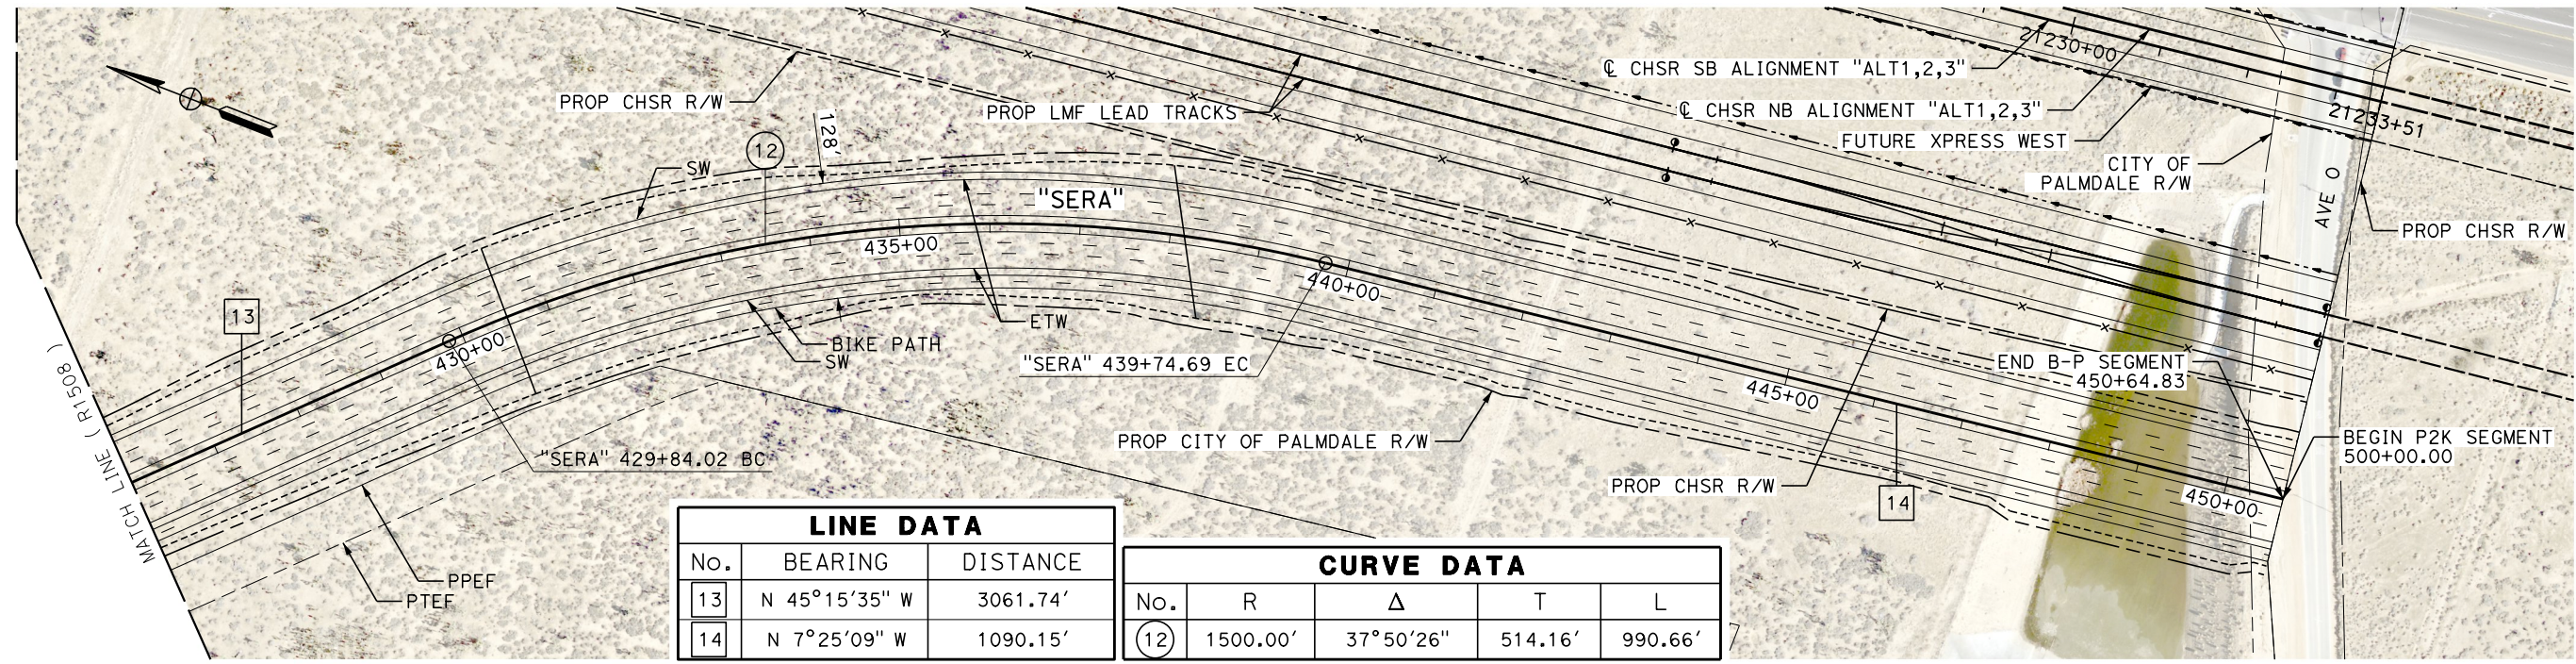 21230+00
℄ CHSR SB ALIGNMENT "ALT1,2,3"
PROP CHSR R/W
PROP LMF LEAD TRACKS
℄ CHSR NB ALIGNMENT "ALT1,2,3"
21233+51
128'
12
FUTURE XPRESS WEST
CITY OF
PALMDALE R/W
SW
"SERA"
AVE O
PROP CHSR R/W
435+00
440+00
13
ETW
430+00
BIKE PATH
SW
"SERA" 439+74.69 EC
END B-P SEGMENT
450+64.83
445+00
MATCH LINE ( R1508 )
PROP CITY OF PALMDALE R/W
BEGIN P2K SEGMENT
500+00.00
"SERA" 429+84.02 BC
PROP CHSR R/W
14
450+00
PPEF
PTEF
LINE DATA
No. BEARING DISTANCE
13 N 45°15'35" W 3061.74'
14 N 7°25'09" W 1090.15'
CURVE DATA
No. R Δ T L
12 1500.00' 37°50'26" 514.16' 990.66'